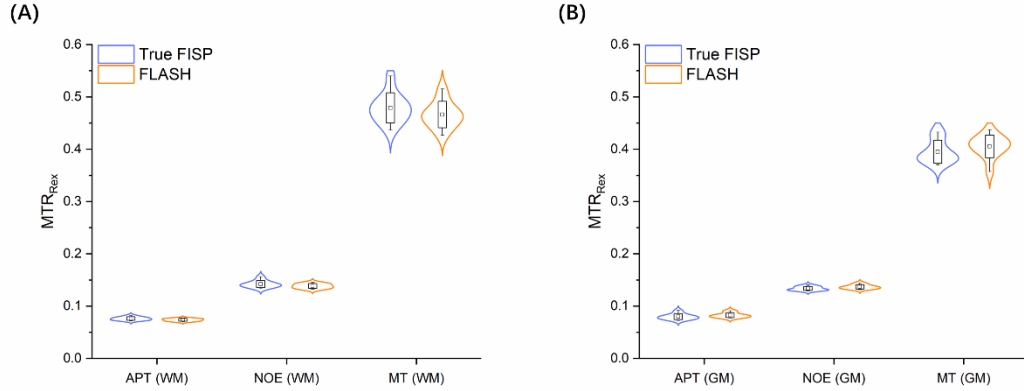 (A)
True FISP
FLASH
MTR_Rex
0.6
0.5
0.4
0.3
0.2
0.1
0.0
APT (WM) NOE (WM) MT (WM)
(B)
True FISP
FLASH
MTR_Rex
0.6
0.5
0.4
0.3
0.2
0.1
0.0
APT (GM) NOE (GM) MT (GM)